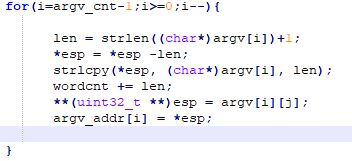 for(i=argv_cnt-1;i>=0;i--){
len = strlen((char*)argv[i])+1;
*esp = *esp -len;
strlcpy(*esp, (char*)argv[i], len);
wordcnt += len;
**(uint32_t **)esp = argv[i][j];
argv_addr[i] = *esp;
}